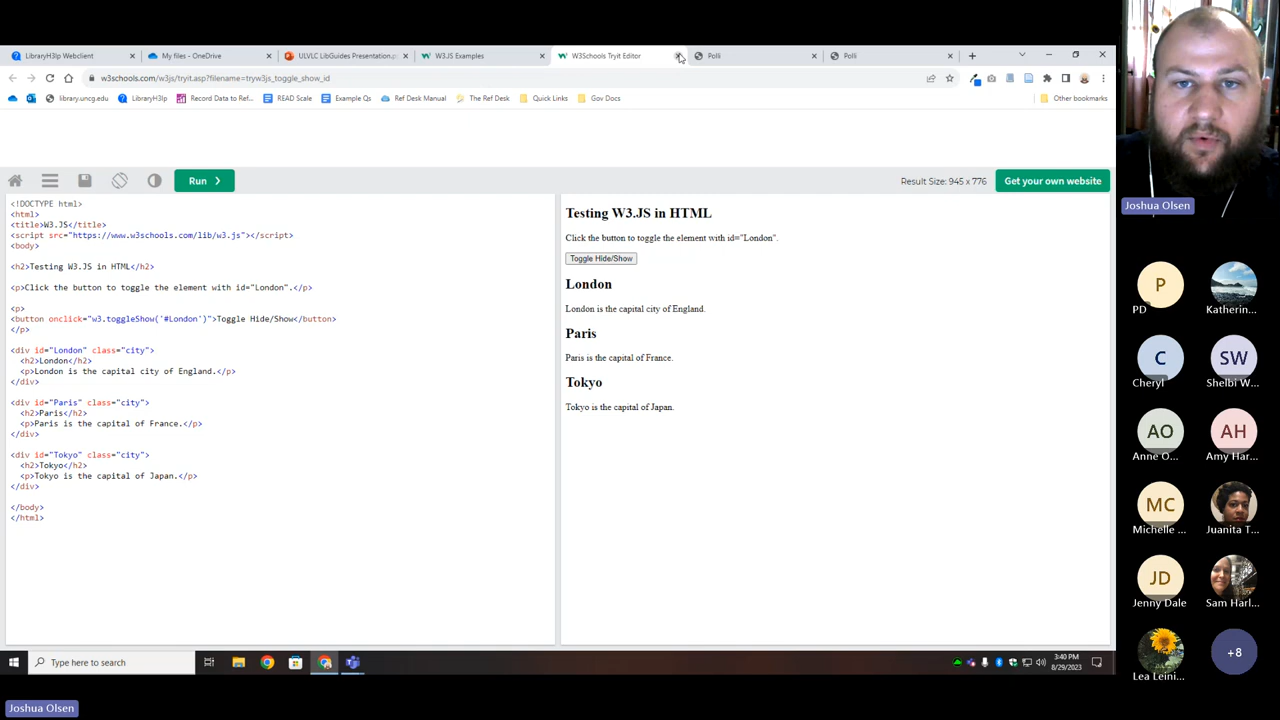 LibraryH3lp Webclient
My files - OneDrive
ULVLC LibGuides Presentation.p
W3.JS Examples
W3Schools Tryit Editor
Polli
Polli
w3schools.com/w3js/tryit.asp?filename=tryw3js_toggle_show_id
library.uncg.edu
LibraryH3lp
Record Data to Ref...
READ Scale
Example Qs
Ref Desk Manual
The Ref Desk
Quick Links
Gov Docs
Other bookmarks
Run ❯
Result Size: 945 x 776
Get your own website
<!DOCTYPE html>
<html>
<title>W3.JS</title>
<script src="https://www.w3schools.com/lib/w3.js"></script>
<body>
<h2>Testing W3.JS in HTML</h2>
<p>Click the button to toggle the element with id="London".</p>
<p>
<button onclick="w3.toggleShow('#London')">Toggle Hide/Show</button>
</p>
<div id="London" class="city">
<h2>London</h2>
<p>London is the capital city of England.</p>
</div>
<div id="Paris" class="city">
<h2>Paris</h2>
<p>Paris is the capital of France.</p>
</div>
<div id="Tokyo" class="city">
<h2>Tokyo</h2>
<p>Tokyo is the capital of Japan.</p>
</div>
</body>
</html>
Testing W3.JS in HTML
Click the button to toggle the element with id="London".
Toggle Hide/Show
London
London is the capital city of England.
Paris
Paris is the capital of France.
Tokyo
Tokyo is the capital of Japan.
Type here to search
3:40 PM
8/29/2023
Joshua Olsen
P
PD
Katherin...
C
Cheryl
SW
Shelbi W...
AO
Anne O...
AH
Amy Har...
MC
Michelle ...
Juanita T...
JD
Jenny Dale
Sam Harl...
Lea Leini...
+8
Joshua Olsen